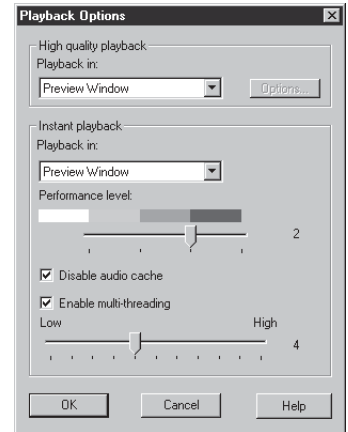 Playback Options
High quality playback
Playback in:
Preview Window
Options...
Instant playback
Playback in:
Preview Window
Performance level:
2
Disable audio cache
Enable multi-threading
Low High
4
OK Cancel Help